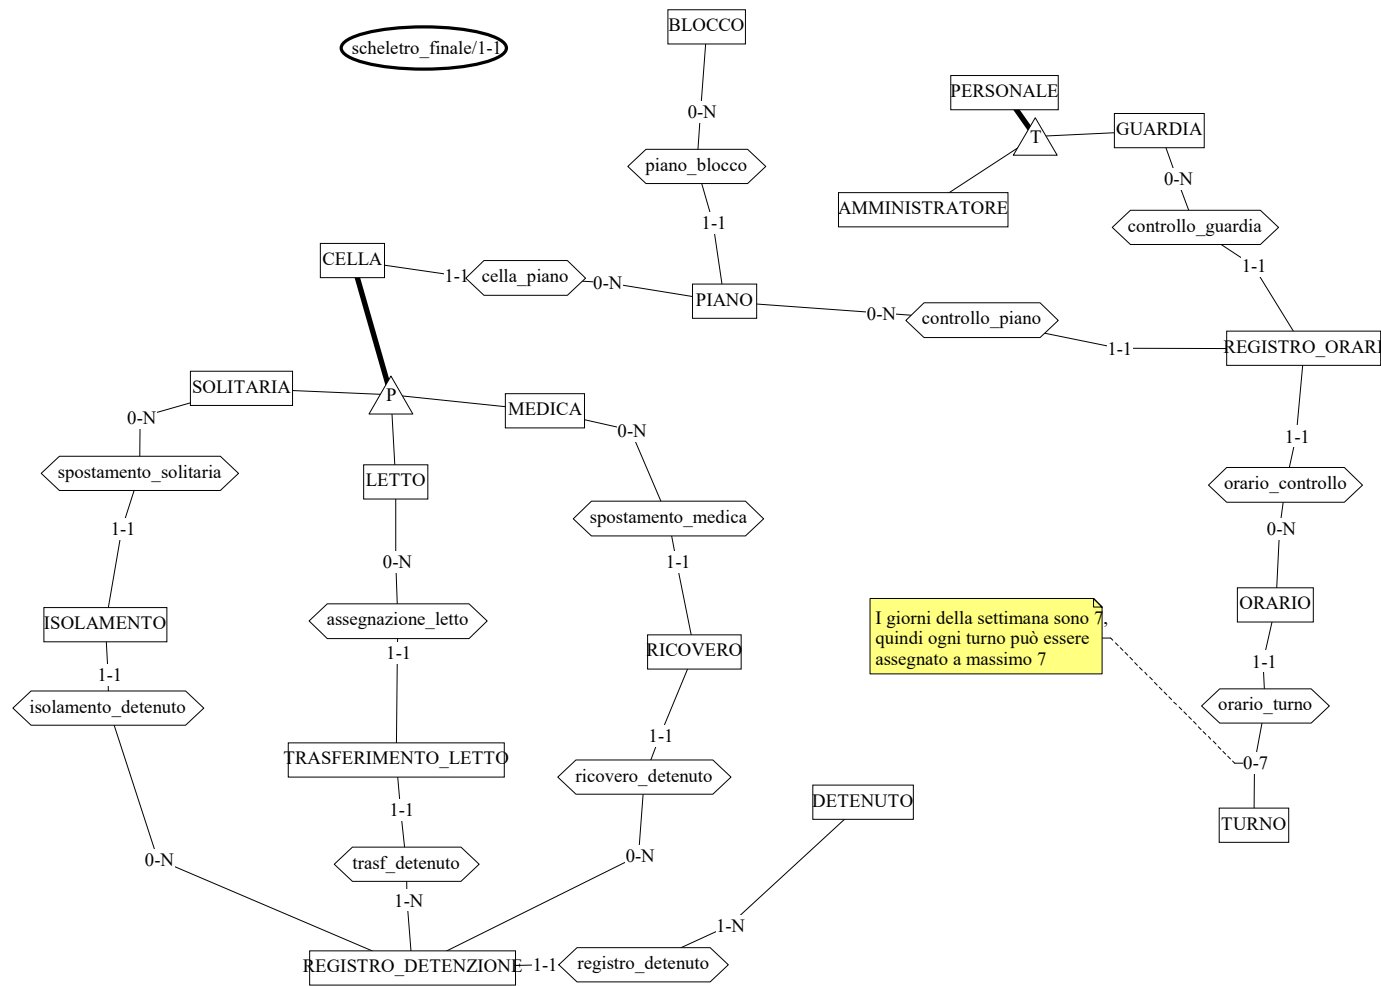 BLOCCO
scheletro_finale/1-1
PERSONALE
0-N
GUARDIA
T
piano_blocco
0-N
AMMINISTRATORE
1-1
controllo_guardia
CELLA
1-1
1-1
cella_piano
0-N
PIANO
0-N
controllo_piano
1-1
REGISTRO_ORARI
SOLITARIA
P
MEDICA
0-N
0-N
1-1
spostamento_solitaria
LETTO
orario_controllo
spostamento_medica
1-1
0-N
0-N
1-1
ISOLAMENTO
assegnazione_letto
ORARIO
I giorni della settimana sono 7,
quindi ogni turno può essere
assegnato a massimo 7
1-1
RICOVERO
1-1
1-1
isolamento_detenuto
orario_turno
1-1
TRASFERIMENTO_LETTO
0-7
ricovero_detenuto
1-1
DETENUTO
TURNO
0-N
trasf_detenuto
0-N
1-N
1-N
REGISTRO_DETENZIONE
1-1
registro_detenuto